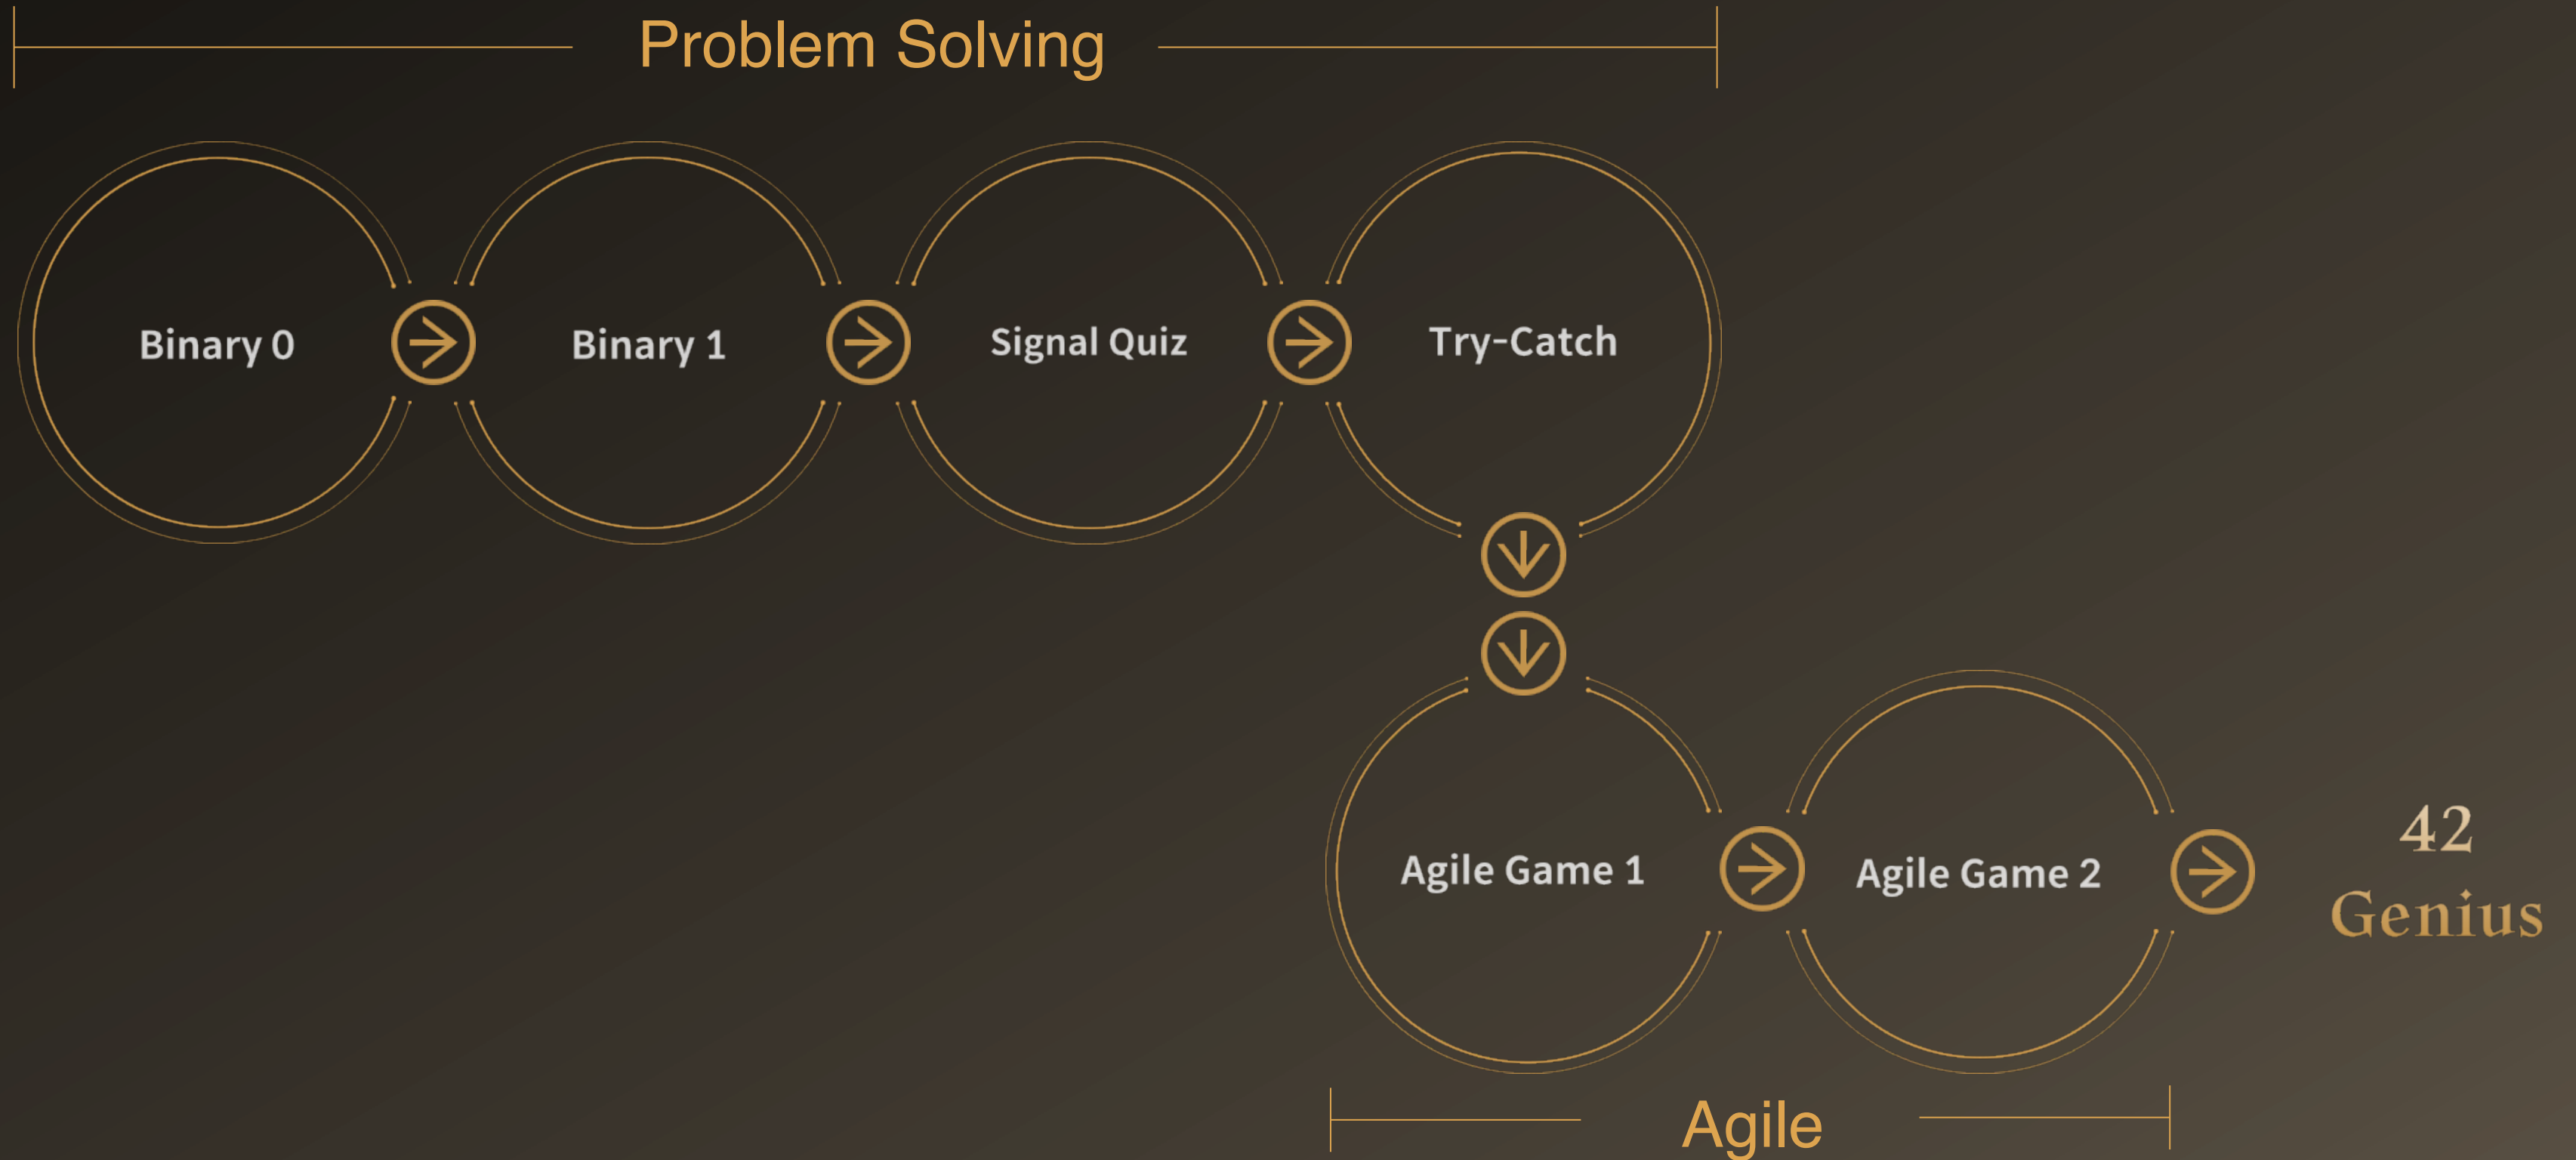 Problem Solving
Binary 0
Binary 1
Signal Quiz
Try-Catch
Agile Game 1
Agile Game 2
42
Genius
Agile